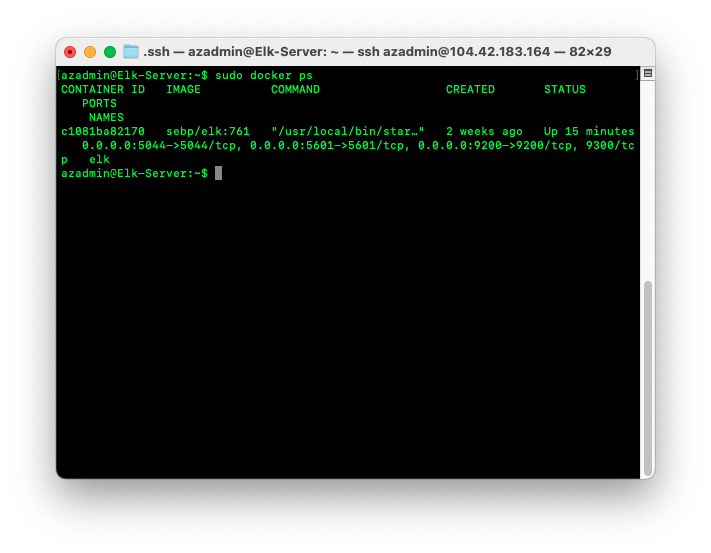 .ssh — azadmin@Elk-Server: ~ — ssh azadmin@104.42.183.164 — 82×29
[azadmin@Elk-Server:~$ sudo docker ps ]
CONTAINER ID   IMAGE          COMMAND                  CREATED       STATUS
   PORTS
    NAMES
c1081ba82170   sebp/elk:761   "/usr/local/bin/star…"   2 weeks ago   Up 15 minutes
   0.0.0.0:5044->5044/tcp, 0.0.0.0:5601->5601/tcp, 0.0.0.0:9200->9200/tcp, 9300/tc
p   elk
azadmin@Elk-Server:~$